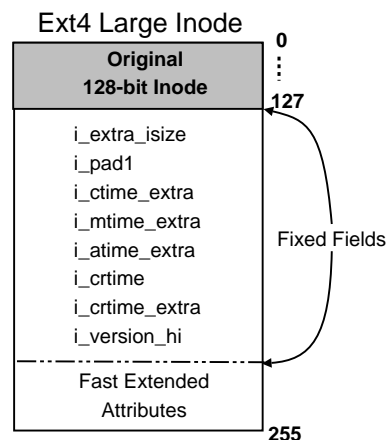 Ext4 Large Inode
0
Original
128-bit Inode
127
i_extra_isize
i_pad1
i_ctime_extra
i_mtime_extra
i_atime_extra
i_crtime
i_crtime_extra
i_version_hi
Fixed Fields
Fast Extended
Attributes
255